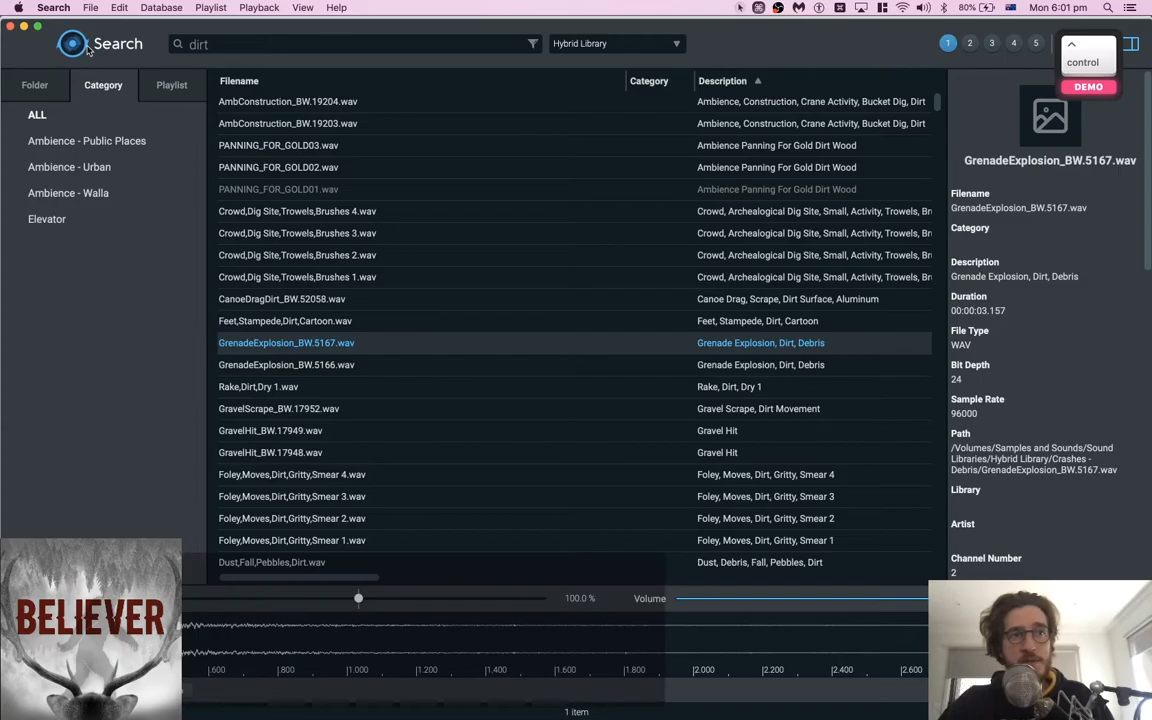 Search File Edit Database Playlist Playback View Help 80% Mon 6:01 pm
Search dirt Hybrid Library 1 2 3 4 5
control
DEMO
Folder Category Playlist
ALL
Ambience - Public Places
Ambience - Urban
Ambience - Walla
Elevator
Filename Category Description
AmbConstruction_BW.19204.wav Ambience, Construction, Crane Activity, Bucket Dig, Dirt
AmbConstruction_BW.19203.wav Ambience, Construction, Crane Activity, Bucket Dig, Dirt
PANNING_FOR_GOLD03.wav Ambience Panning For Gold Dirt Wood
PANNING_FOR_GOLD02.wav Ambience Panning For Gold Dirt Wood
PANNING_FOR_GOLD01.wav Ambience Panning For Gold Dirt Wood
Crowd,Dig Site,Trowels,Brushes 4.wav Crowd, Archealogical Dig Site, Small, Activity, Trowels, Br
Crowd,Dig Site,Trowels,Brushes 3.wav Crowd, Archealogical Dig Site, Small, Activity, Trowels, Br
Crowd,Dig Site,Trowels,Brushes 2.wav Crowd, Archealogical Dig Site, Small, Activity, Trowels, Br
Crowd,Dig Site,Trowels,Brushes 1.wav Crowd, Archealogical Dig Site, Small, Activity, Trowels, Br
CanoeDragDirt_BW.52058.wav Canoe Drag, Scrape, Dirt Surface, Aluminum
Feet,Stampede,Dirt,Cartoon.wav Feet, Stampede, Dirt, Cartoon
GrenadeExplosion_BW.5167.wav Grenade Explosion, Dirt, Debris
GrenadeExplosion_BW.5166.wav Grenade Explosion, Dirt, Debris
Rake,Dirt,Dry 1.wav Rake, Dirt, Dry 1
GravelScrape_BW.17952.wav Gravel Scrape, Dirt Movement
GravelHit_BW.17949.wav Gravel Hit
GravelHit_BW.17948.wav Gravel Hit
Foley,Moves,Dirt,Gritty,Smear 4.wav Foley, Moves, Dirt, Gritty, Smear 4
Foley,Moves,Dirt,Gritty,Smear 3.wav Foley, Moves, Dirt, Gritty, Smear 3
Foley,Moves,Dirt,Gritty,Smear 2.wav Foley, Moves, Dirt, Gritty, Smear 2
Foley,Moves,Dirt,Gritty,Smear 1.wav Foley, Moves, Dirt, Gritty, Smear 1
Dust,Fall,Pebbles,Dirt.wav Dust, Debris, Fall, Pebbles, Dirt
GrenadeExplosion_BW.5167.wav
Filename
GrenadeExplosion_BW.5167.wav
Category
Description
Grenade Explosion, Dirt, Debris
Duration
00:00:03.157
File Type
WAV
Bit Depth
24
Sample Rate
96000
Path
/Volumes/Samples and Sounds/Sound
Libraries/Hybrid Library/Crashes -
Debris/GrenadeExplosion_BW.5167.wav
Library
Artist
Channel Number
2
100.0 % Volume
BELIEVER
|600 |800 |1.000 |1.200 |1.400 |1.600 |1.800 |2.000 |2.200 |2.400 |2.600
1 item